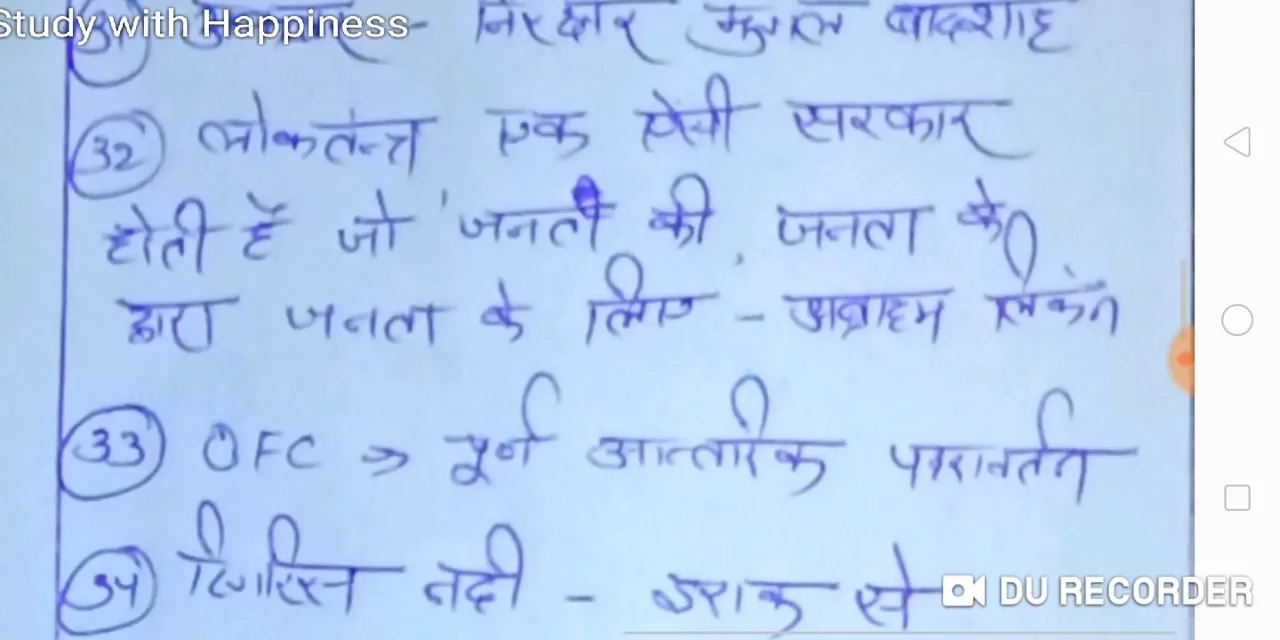 Study with Happiness
निरक्षर मुगल बादशाह
32 लोकतंन्त्र एक ऐसी सरकार
होती है जो 'जनता की, जनता के
द्वारा जनता के लिए - अब्राहम लिंकन
33 OFC → पूर्ण आन्तरिक परावर्तन
34 टिगरिस नदी - इराक से
DU RECORDER